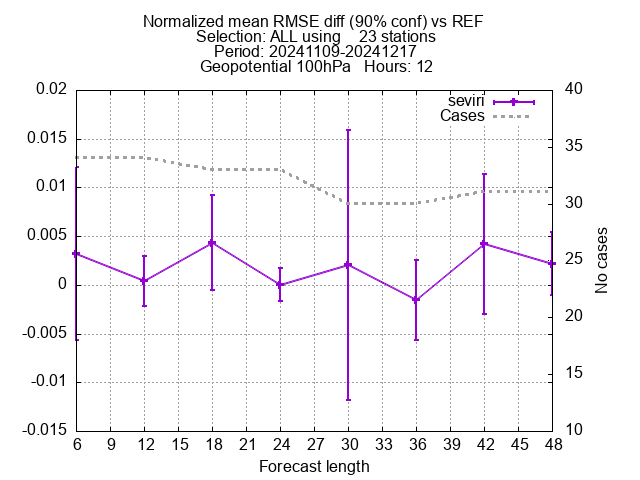 Normalized mean RMSE diff (90% conf) vs REF
Selection: ALL using    23 stations
Period: 20241109-20241217
Geopotential 100hPa   Hours: 12
seviri
Cases
0.02
0.015
0.01
0.005
0
-0.005
-0.01
-0.015
40
35
30
25
20
15
10
No cases
6 9 12 15 18 21 24 27 30 33 36 39 42 45 48
Forecast length